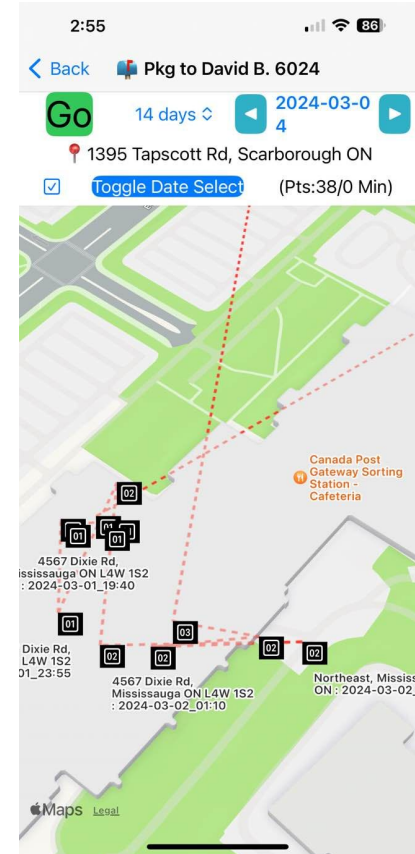 2:55
86
Back
Pkg to David B. 6024
Go
14 days
2024-03-0
4
1395 Tapscott Rd, Scarborough ON
Toggle Date Select
(Pts:38/0 Min)
Canada Post
Gateway Sorting
Station -
Cafeteria
02
01
01
01
4567 Dixie Rd,
ississauga ON L4W 1S2
: 2024-03-01_19:40
01
03
02
02
02
02
Dixie Rd,
L4W 1S2
01_23:55
4567 Dixie Rd,
Mississauga ON L4W 1S2
: 2024-03-02_01:10
Northeast, Mississ
ON : 2024-03-02_
Maps
Legal